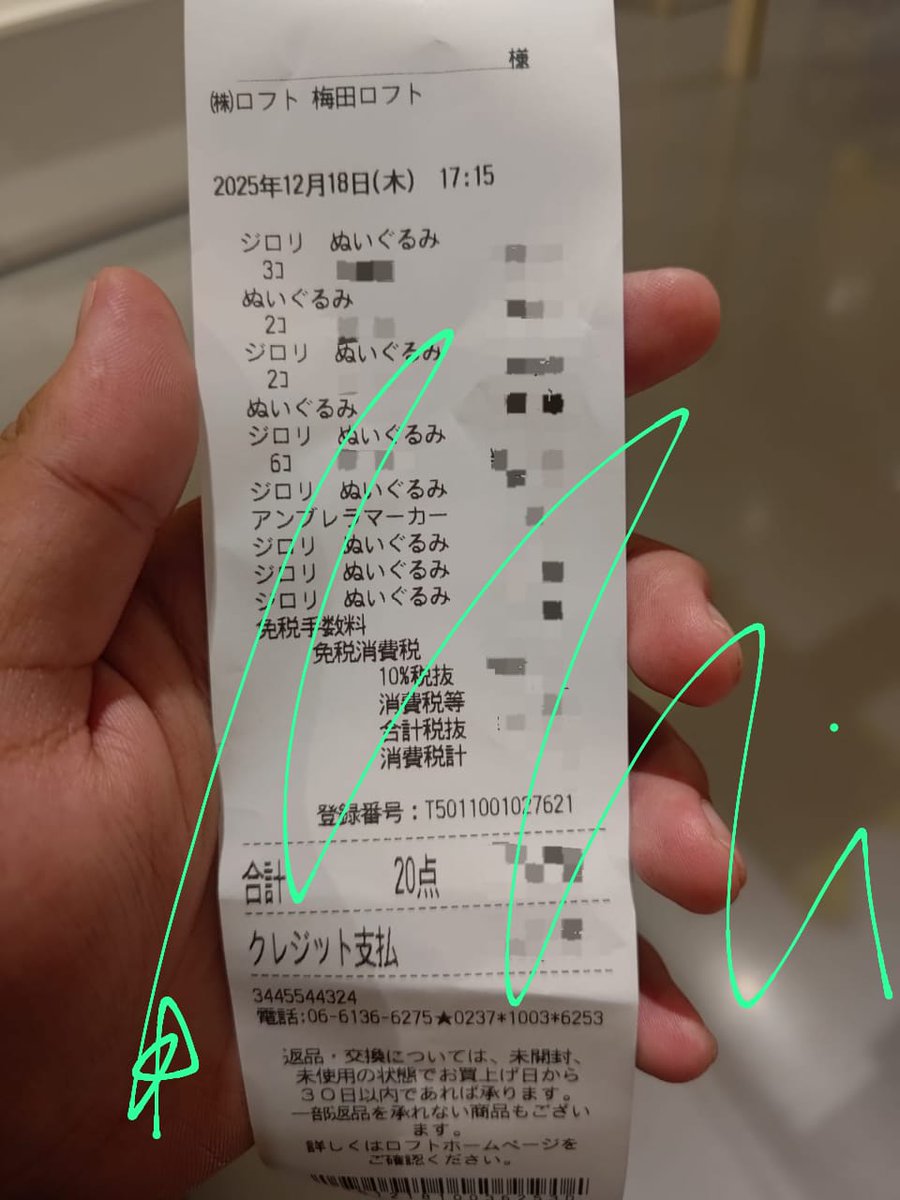 様
㈱ロフト 梅田ロフト
2025年12月18日(木) 17:15
ジロリ ぬいぐるみ
3コ
ぬいぐるみ
2コ
ジロリ ぬいぐるみ
2コ
ぬいぐるみ
ジロリ ぬいぐるみ
6コ
ジロリ ぬいぐるみ
アンブレラマーカー
ジロリ ぬいぐるみ
ジロリ ぬいぐるみ
ジロリ ぬいぐるみ
免税手数料
免税消費税
10%税抜
消費税等
合計税抜
消費税計
登録番号：T5011001027621
合計 20点
クレジット支払
3445544324
電話:06-6136-6275★0237*1003*6253
返品・交換については、未開封、
未使用の状態でお買上げ日から
３０日以内であれば承ります。
一部返品を承れない商品もござい
ます。
詳しくはロフトホームページを
ご確認ください。